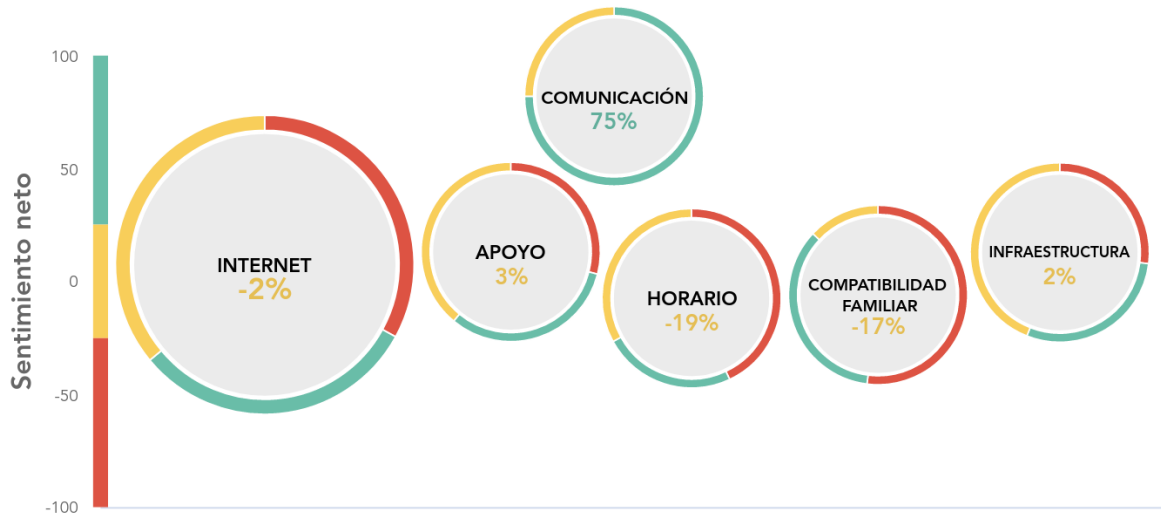 Sentimiento neto
100
50
0
-50
-100
INTERNET
-2%
APOYO
3%
COMUNICACIÓN
75%
HORARIO
-19%
COMPATIBILIDAD
FAMILIAR
-17%
INFRAESTRUCTURA
2%